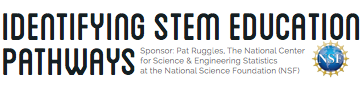 IDENTIFYING STEM EDUCATION
PATHWAYS
Sponsor: Pat Ruggles, The National Center
for Science & Engineering Statistics
at the National Science Foundation (NSF)
NSF